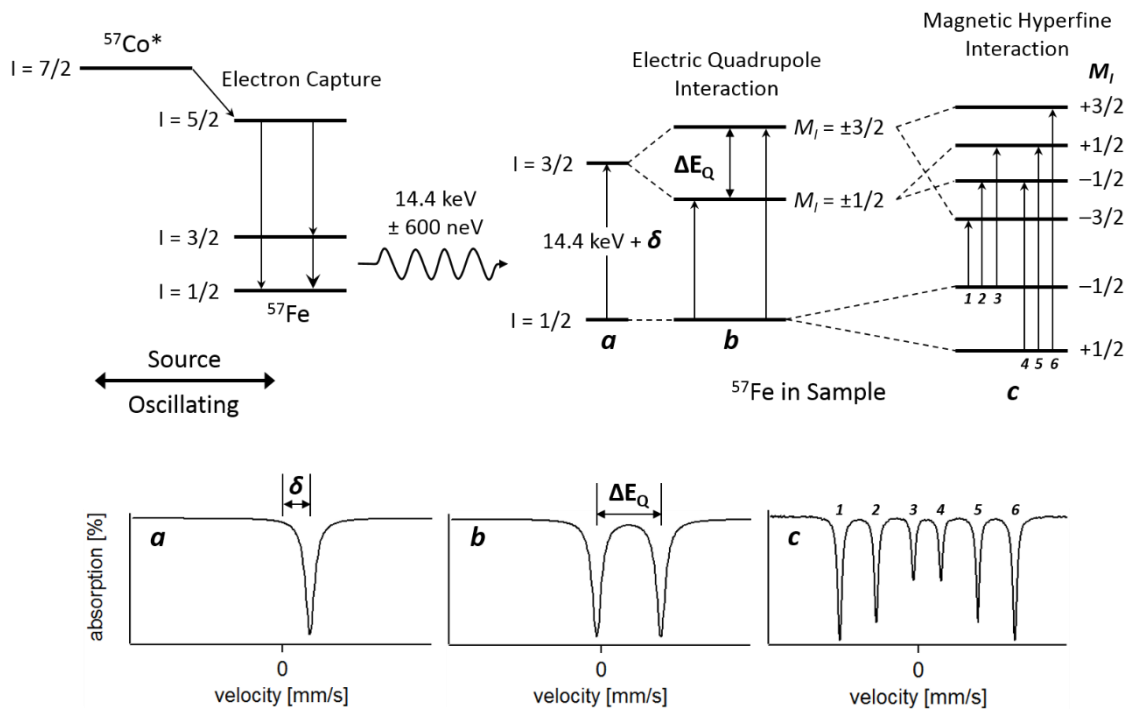 ⁵⁷Co*
I = 7/2
Electron Capture
I = 5/2
I = 3/2
I = 1/2
⁵⁷Fe
Source
Oscillating
14.4 keV
± 600 neV
I = 3/2
14.4 keV + δ
I = 1/2
a
Electric Quadrupole
Interaction
M_I = ±3/2
ΔE_Q
M_I = ±1/2
b
Magnetic Hyperfine
Interaction
M_I
+3/2
+1/2
−1/2
−3/2
−1/2
1 2 3
+1/2
4 5 6
⁵⁷Fe in Sample
c
absorption [%]
a
δ
0
velocity [mm/s]
b
ΔE_Q
0
velocity [mm/s]
c
1 2 3 4 5 6
0
velocity [mm/s]